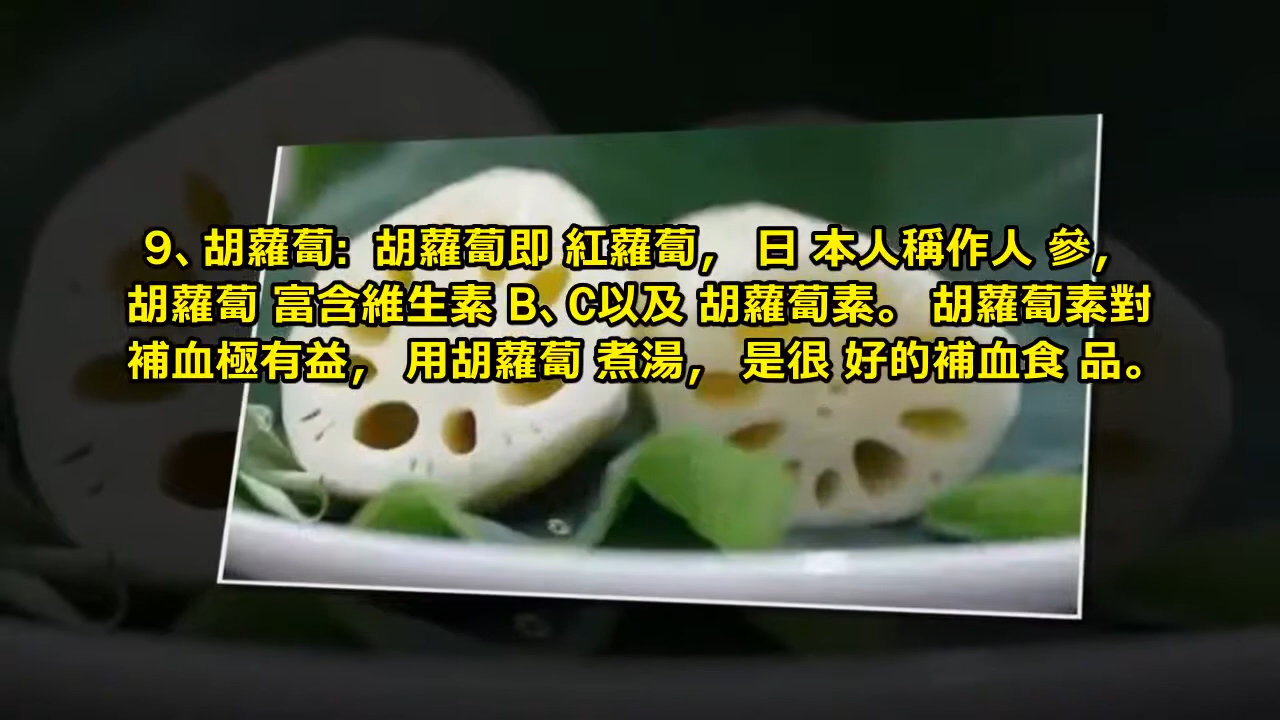 9、胡蘿蔔: 胡蘿蔔即 紅蘿蔔, 日 本人稱作人 參,
胡蘿蔔 富含維生素 B、C以及 胡蘿蔔素。 胡蘿蔔素對
補血極有益, 用胡蘿蔔 煮湯, 是很 好的補血食 品。